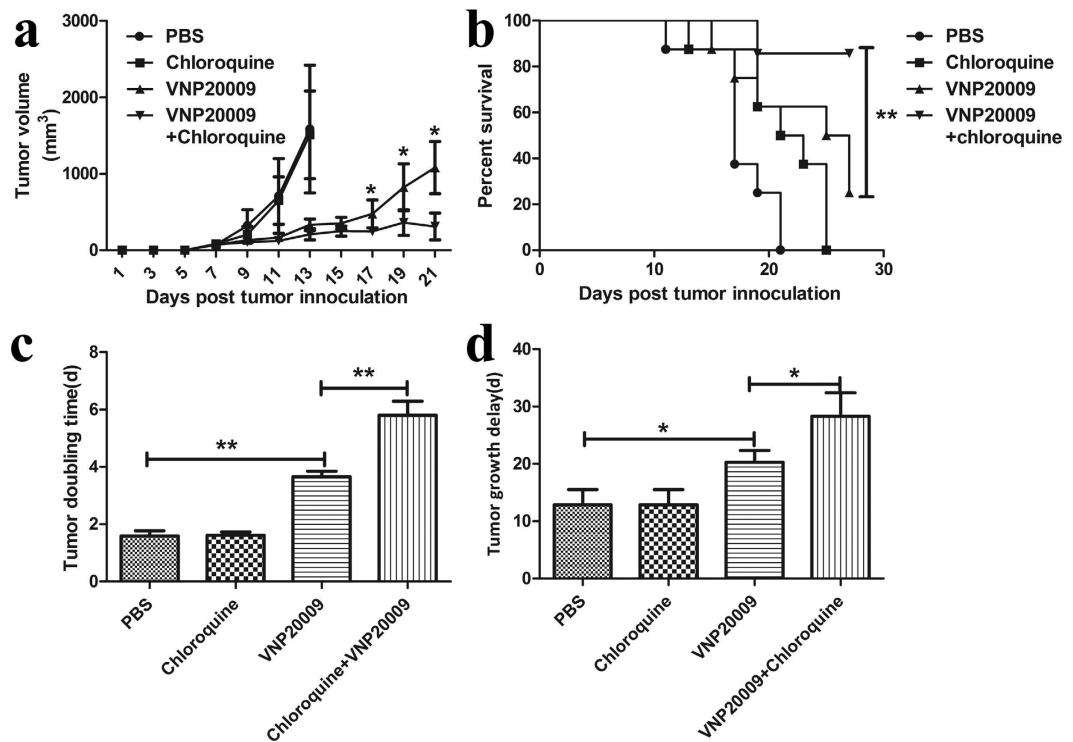 a
3000
2000
1000
0
Tumor volume
(mm3)
PBS
Chloroquine
VNP20009
VNP20009
+Chloroquine
*
*
*
1 3 5 7 9 11 13 15 17 19 21
Days post tumor innoculation
b
100
80
60
40
20
0
Percent survival
0 10 20 30
Days post tumor innoculation
PBS
Chloroquine
VNP20009
VNP20009
+chloroquine
**
c
8
6
4
2
0
Tumor doubling time(d)
**
**
PBS
Chloroquine
VNP20009
Chloroquine+VNP20009
d
40
30
20
10
0
Tumor growth delay(d)
*
*
PBS
Chloroquine
VNP20009
VNP20009+Chloroquine